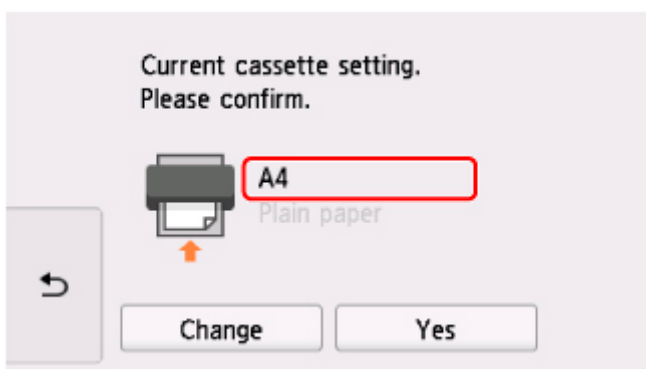 Current cassette setting.
Please confirm.
A4
Plain paper
Change
Yes